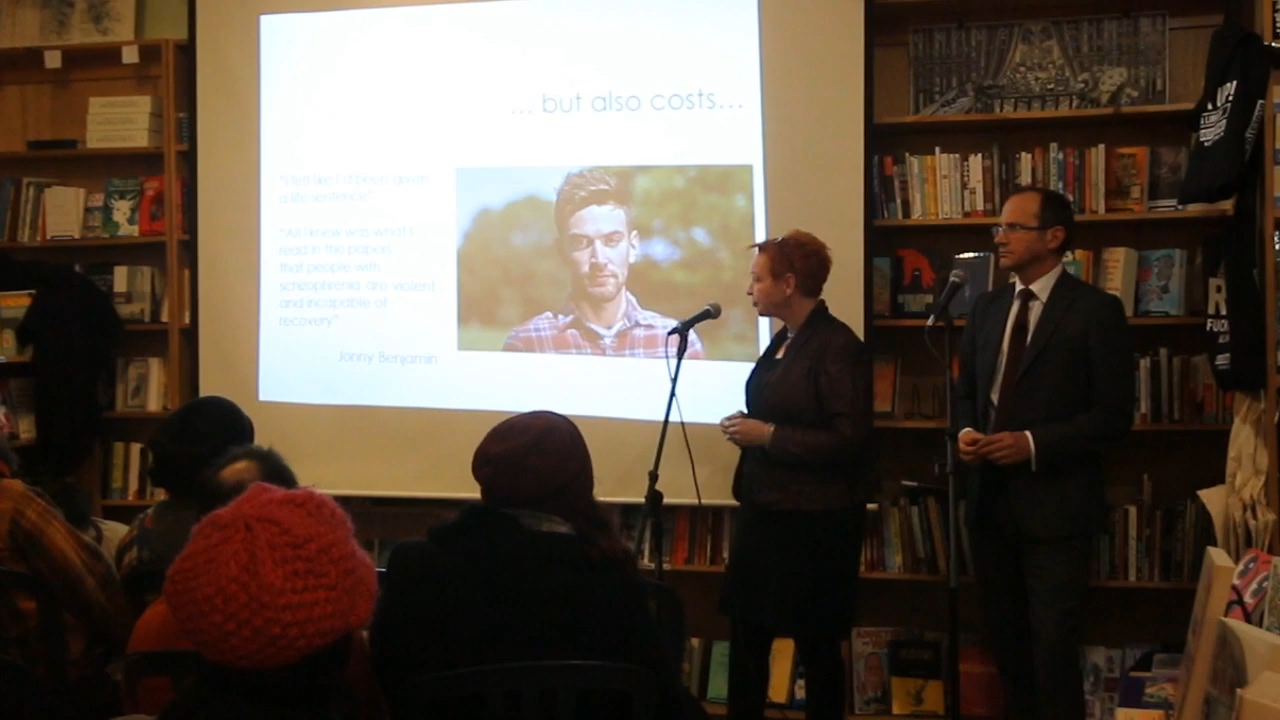 ... but also costs...
"I felt like I'd been given
a life sentence"
"All I knew was what I
read in the papers
that people with
schizophrenia are violent
and incapable of
recovery"
Jonny Benjamin